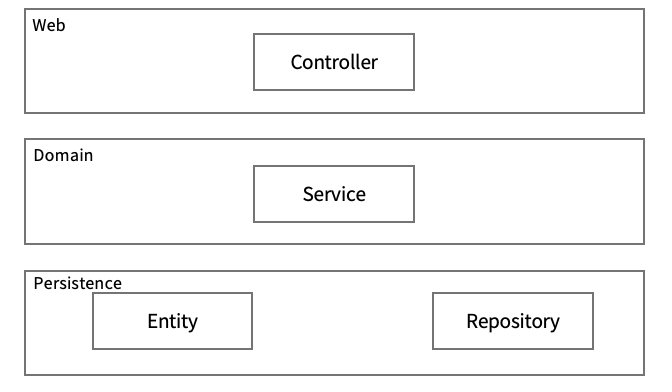 Web
Controller
Domain
Service
Persistence
Entity
Repository